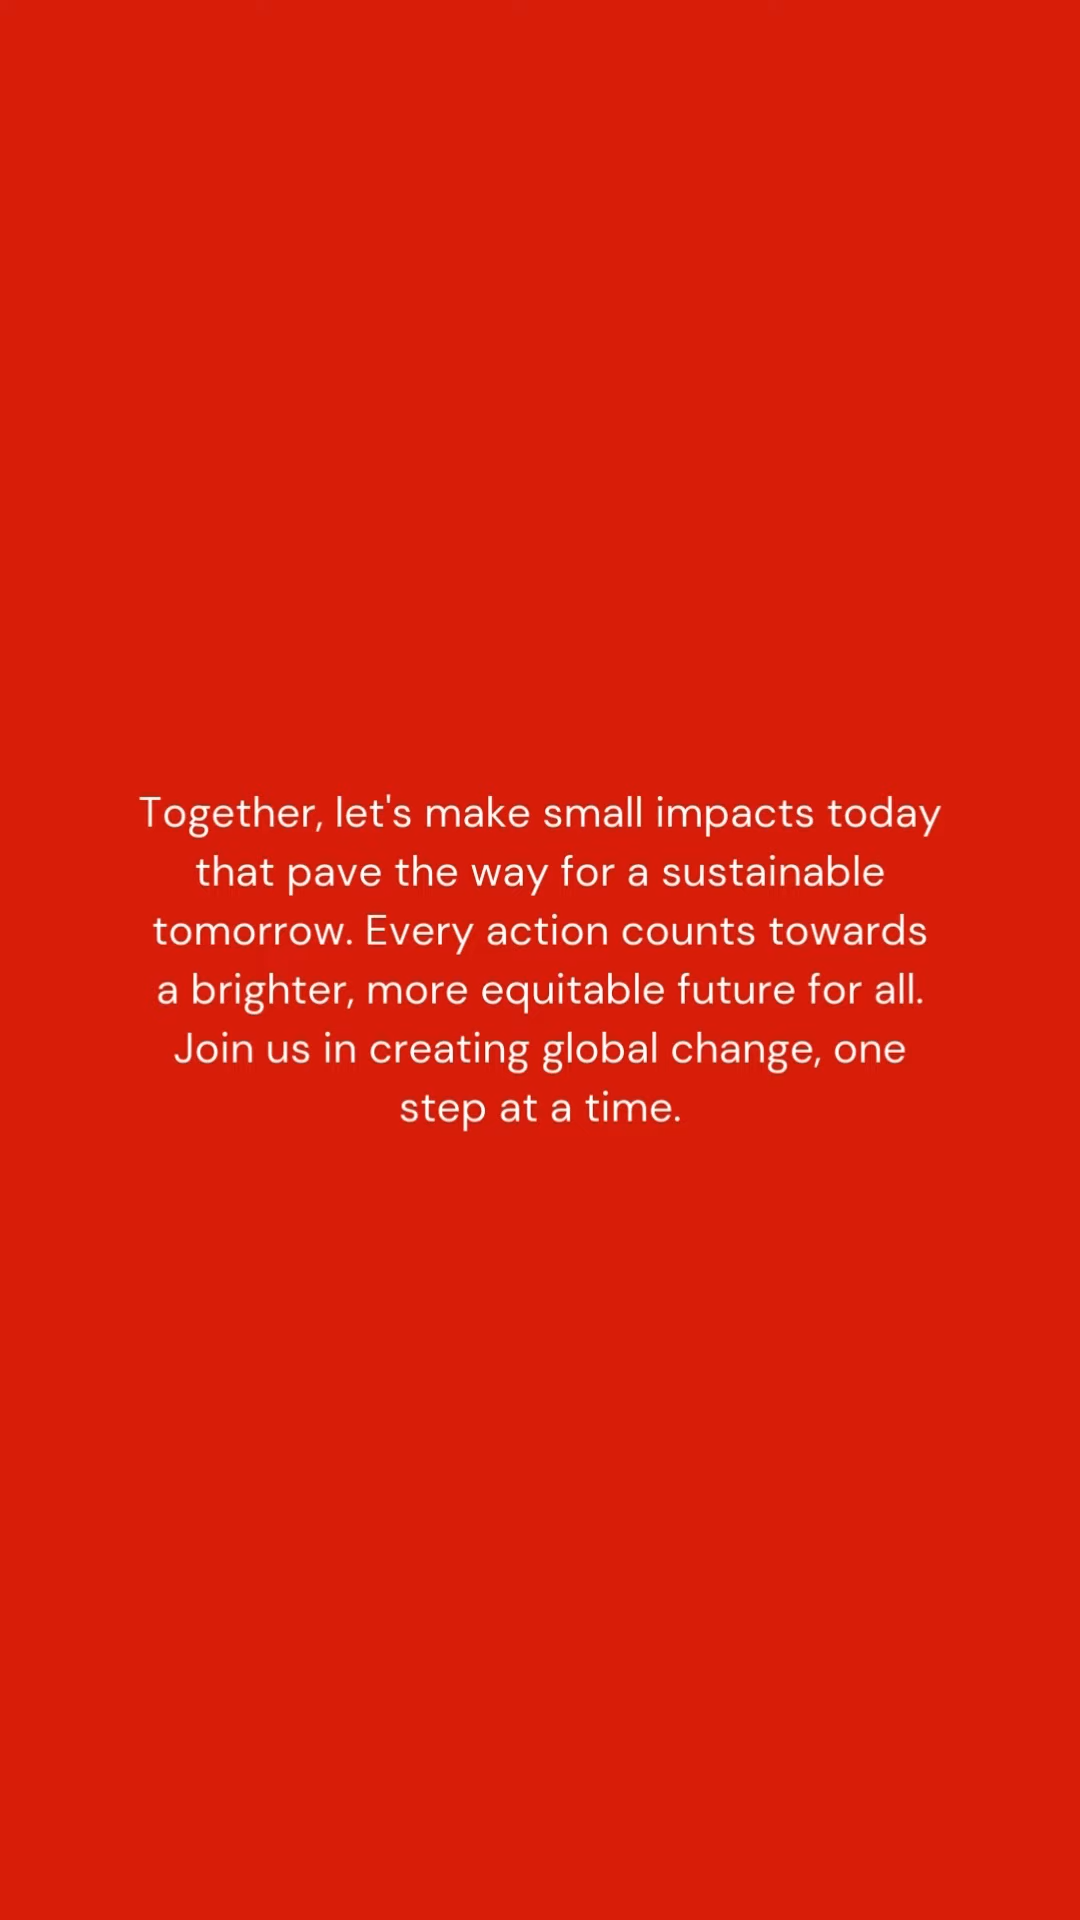 Together, let's make small impacts today
that pave the way for a sustainable
tomorrow. Every action counts towards
a brighter, more equitable future for all.
Join us in creating global change, one
step at a time.